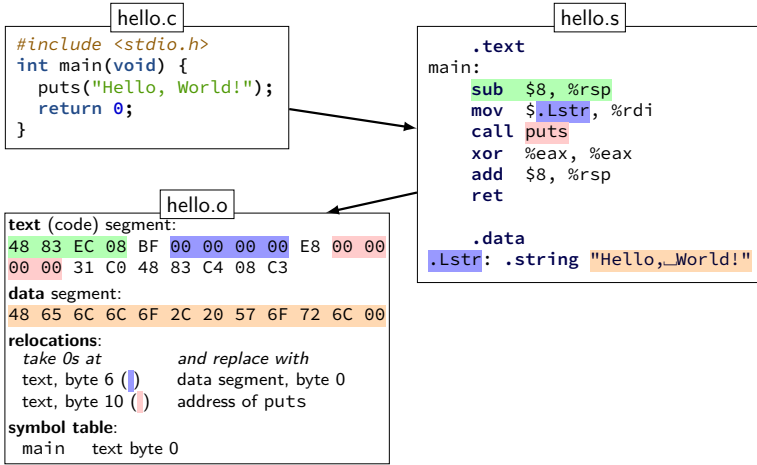 hello.c
#include <stdio.h>
int main(void) {
  puts("Hello, World!");
  return 0;
}
hello.s
    .text
main:
    sub $8, %rsp
    mov $.Lstr, %rdi
    call puts
    xor %eax, %eax
    add $8, %rsp
    ret
    .data
.Lstr: .string "Hello,␣World!"
hello.o
text (code) segment:
48 83 EC 08 BF 00 00 00 00 E8 00 00
00 00 31 C0 48 83 C4 08 C3
data segment:
48 65 6C 6C 6F 2C 20 57 6F 72 6C 00
relocations:
take 0s at and replace with
text, byte 6 ( ) data segment, byte 0
text, byte 10 ( ) address of puts
symbol table:
main text byte 0